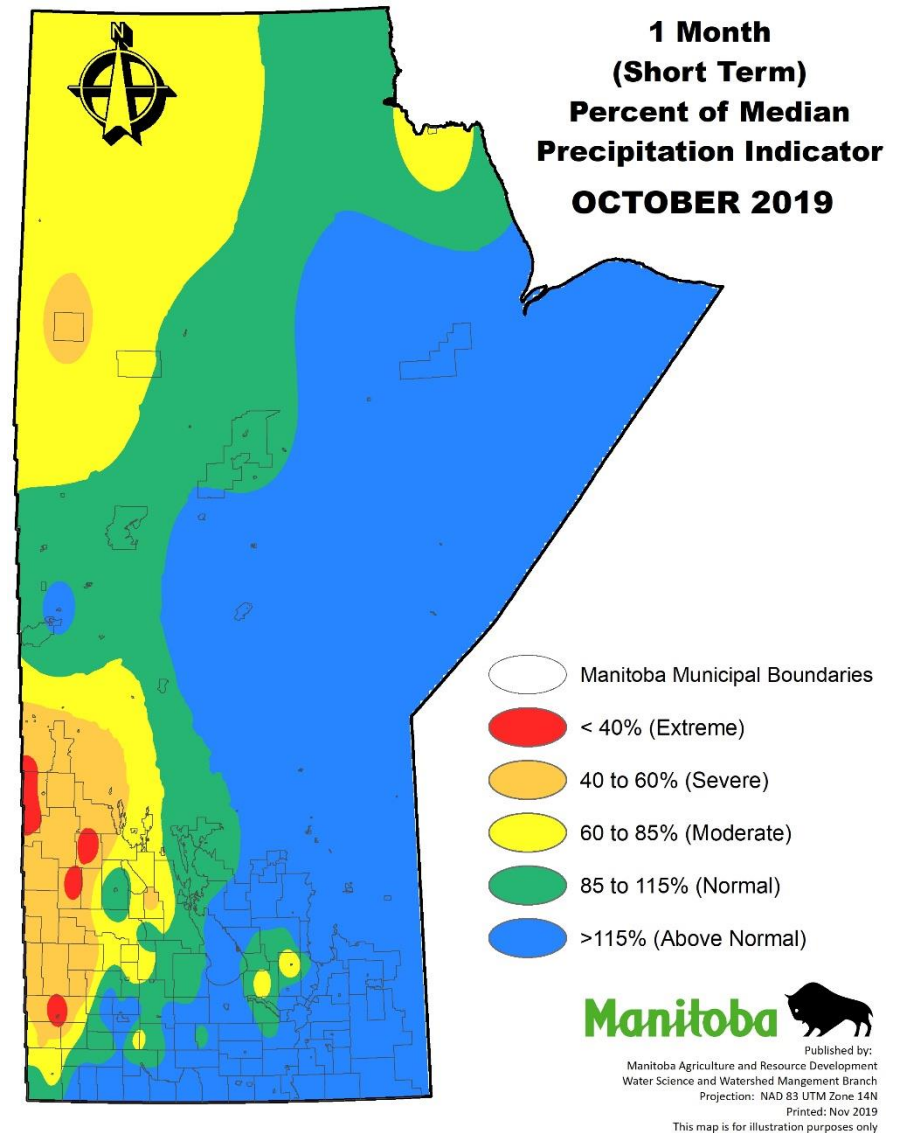 N
1 Month
(Short Term)
Percent of Median
Precipitation Indicator
OCTOBER 2019
Manitoba Municipal Boundaries
< 40% (Extreme)
40 to 60% (Severe)
60 to 85% (Moderate)
85 to 115% (Normal)
>115% (Above Normal)
Manitoba
Published by:
Manitoba Agriculture and Resource Development
Water Science and Watershed Mangement Branch
Projection: NAD 83 UTM Zone 14N
Printed: Nov 2019
This map is for illustration purposes only